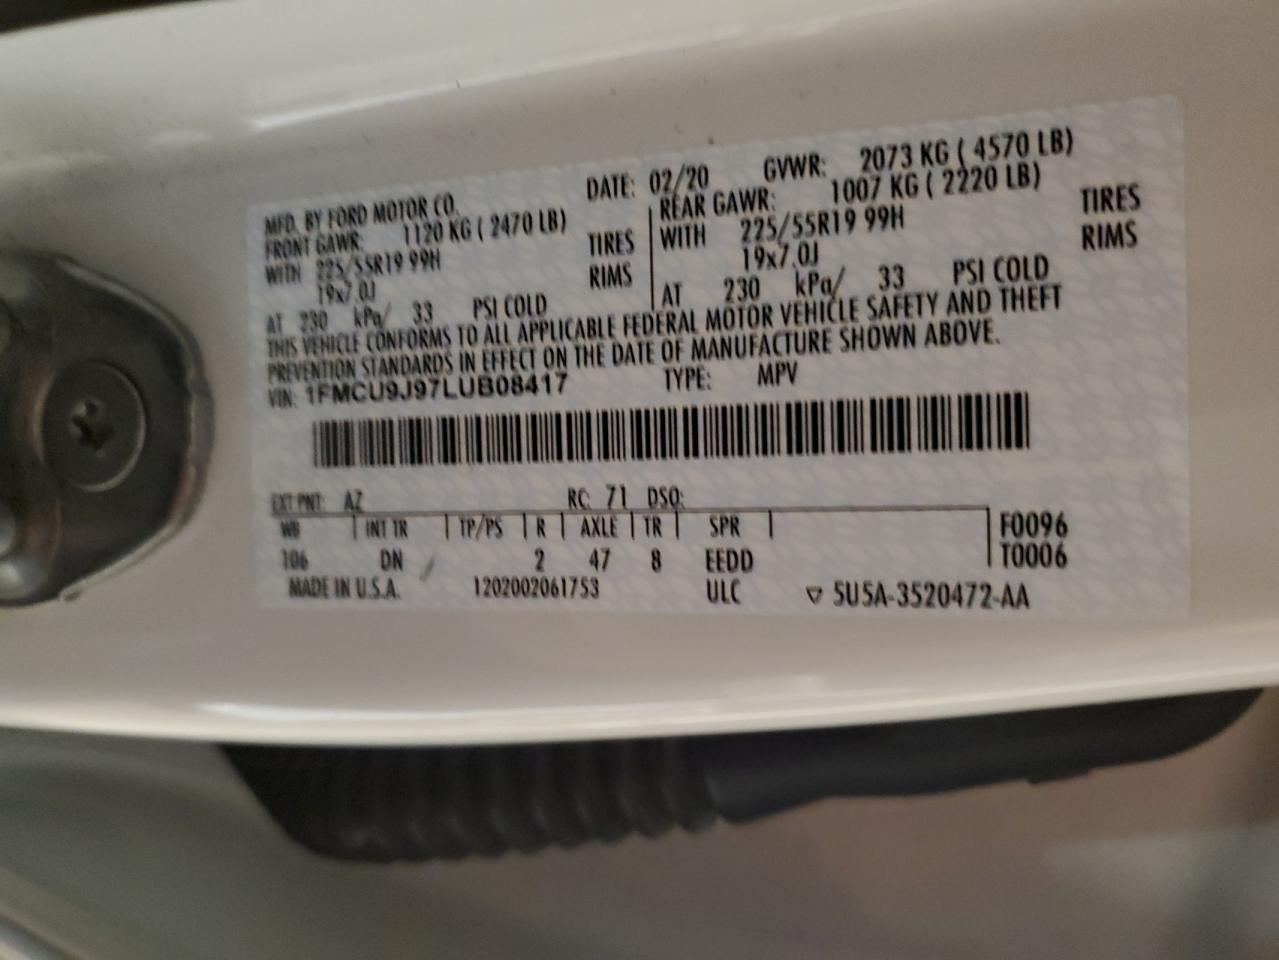 MFD. BY FORD MOTOR CO. DATE: 02/20 GVWR: 2073 KG ( 4570 LB)
FRONT GAWR: 1120 KG ( 2470 LB) REAR GAWR: 1007 KG ( 2220 LB)
WITH 225/55R19 99H TIRES WITH 225/55R19 99H TIRES
19x7.0J RIMS 19x7.0J RIMS
AT 230 kPa/ 33 PSI COLD AT 230 kPa/ 33 PSI COLD
THIS VEHICLE CONFORMS TO ALL APPLICABLE FEDERAL MOTOR VEHICLE SAFETY AND THEFT
PREVENTION STANDARDS IN EFFECT ON THE DATE OF MANUFACTURE SHOWN ABOVE.
VIN: 1FMCU9J97LUB08417 TYPE: MPV
EXT PNT: AZ RC: 71 DSO:
WB INT TR TP/PS R AXLE TR SPR F0096
106 DN / 2 47 8 EEDD T0006
MADE IN U.S.A. 1202002061753 ULC ▽ 5U5A-3520472-AA